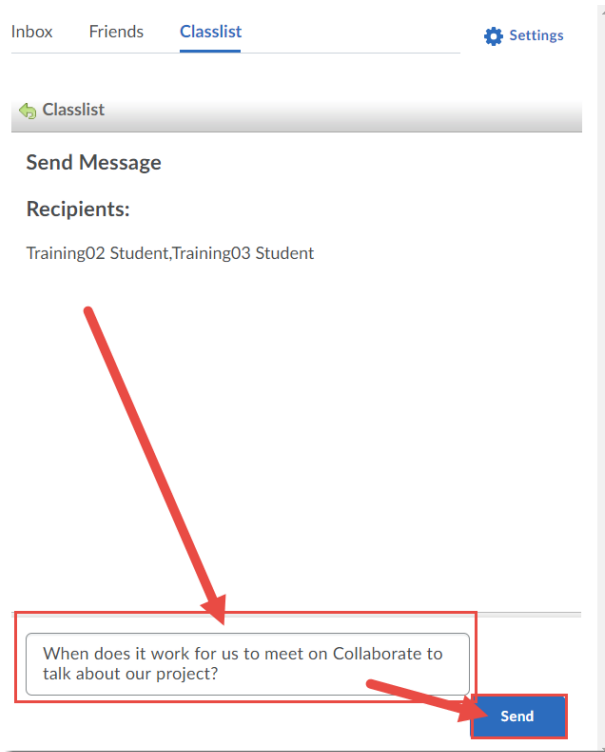 Inbox Friends Classlist Settings
Classlist
Send Message
Recipients:
Training02 Student,Training03 Student
When does it work for us to meet on Collaborate to
talk about our project?
Send